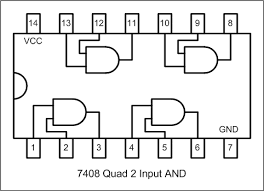 14 13 12 11 10 9 8
VCC
GND
1 2 3 4 5 6 7
7408 Quad 2 Input AND